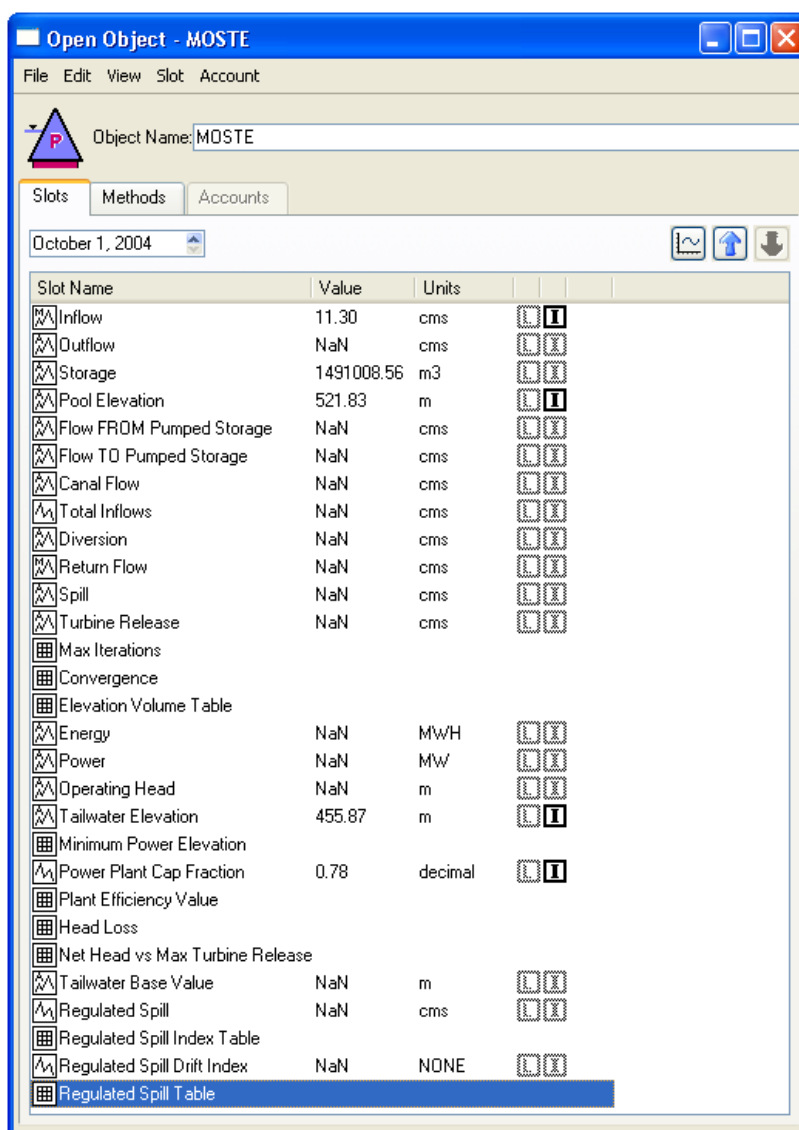 Open Object - MOSTE
File Edit View Slot Account
P
Object Name: MOSTE
Slots Methods Accounts
October 1, 2004
Slot Name Value Units
Inflow 11.30 cms L I
Outflow NaN cms L I
Storage 1491008.56 m3 L I
Pool Elevation 521.83 m L I
Flow FROM Pumped Storage NaN cms L I
Flow TO Pumped Storage NaN cms L I
Canal Flow NaN cms L I
Total Inflows NaN cms L I
Diversion NaN cms L I
Return Flow NaN cms L I
Spill NaN cms L I
Turbine Release NaN cms L I
Max Iterations
Convergence
Elevation Volume Table
Energy NaN MWH L I
Power NaN MW L I
Operating Head NaN m L I
Tailwater Elevation 455.87 m L I
Minimum Power Elevation
Power Plant Cap Fraction 0.78 decimal L I
Plant Efficiency Value
Head Loss
Net Head vs Max Turbine Release
Tailwater Base Value NaN m L I
Regulated Spill NaN cms L I
Regulated Spill Index Table
Regulated Spill Drift Index NaN NONE L I
Regulated Spill Table